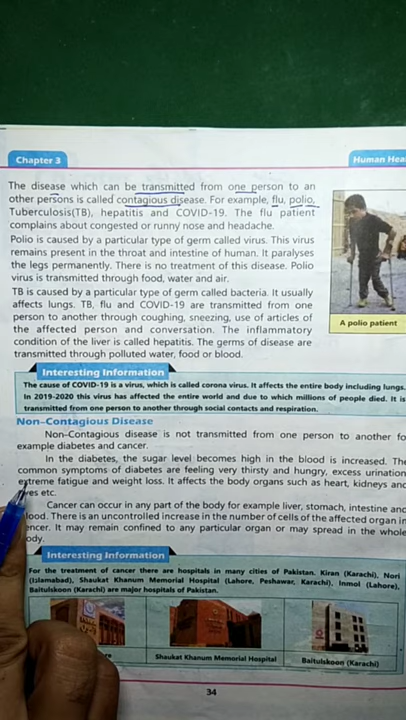 Chapter 3
Human Hea
The disease which can be transmitted from one person to an
other persons is called contagious disease. For example, flu, polio,
Tuberculosis(TB), hepatitis and COVID-19. The flu patient
complains about congested or runny nose and headache.
Polio is caused by a particular type of germ called virus. This virus
remains present in the throat and intestine of human. It paralyses
the legs permanently. There is no treatment of this disease. Polio
virus is transmitted through food, water and air.
A polio patient
TB is caused by a particular type of germ called bacteria. It usually
affects lungs. TB, flu and COVID-19 are transmitted from one
person to another through coughing, sneezing, use of articles of
the affected person and conversation. The inflammatory
condition of the liver is called hepatitis. The germs of disease are
transmitted through polluted water, food or blood.
Interesting Information
The cause of COVID-19 is a virus, which is called corona virus. It affects the entire body including lungs.
In 2019-2020 this virus has affected the entire world and due to which millions of people died. It is
transmitted from one person to another through social contacts and respiration.
Non-Contagious Disease
Non-Contagious disease is not transmitted from one person to another fo
example diabetes and cancer.
In the diabetes, the sugar level becomes high in the blood is increased. The
common symptoms of diabetes are feeling very thirsty and hungry, excess urination
extreme fatigue and weight loss. It affects the body organs such as heart, kidneys and
yes etc.
Cancer can occur in any part of the body for example liver, stomach, intestine and
lood. There is an uncontrolled increase in the number of cells of the affected organ in
ncer. It may remain confined to any particular organ or may spread in the whole
ody.
Interesting Information
For the treatment of cancer there are hospitals in many cities of Pakistan. Kiran (Karachi), Nori
(Islamabad), Shaukat Khanum Memorial Hospital (Lahore, Peshawar, Karachi), Inmol (Lahore),
Baitulskoon (Karachi) are major hospitals of Pakistan.
Shaukat Khanum Memorial Hospital
Baitulskoon (Karachi)
34